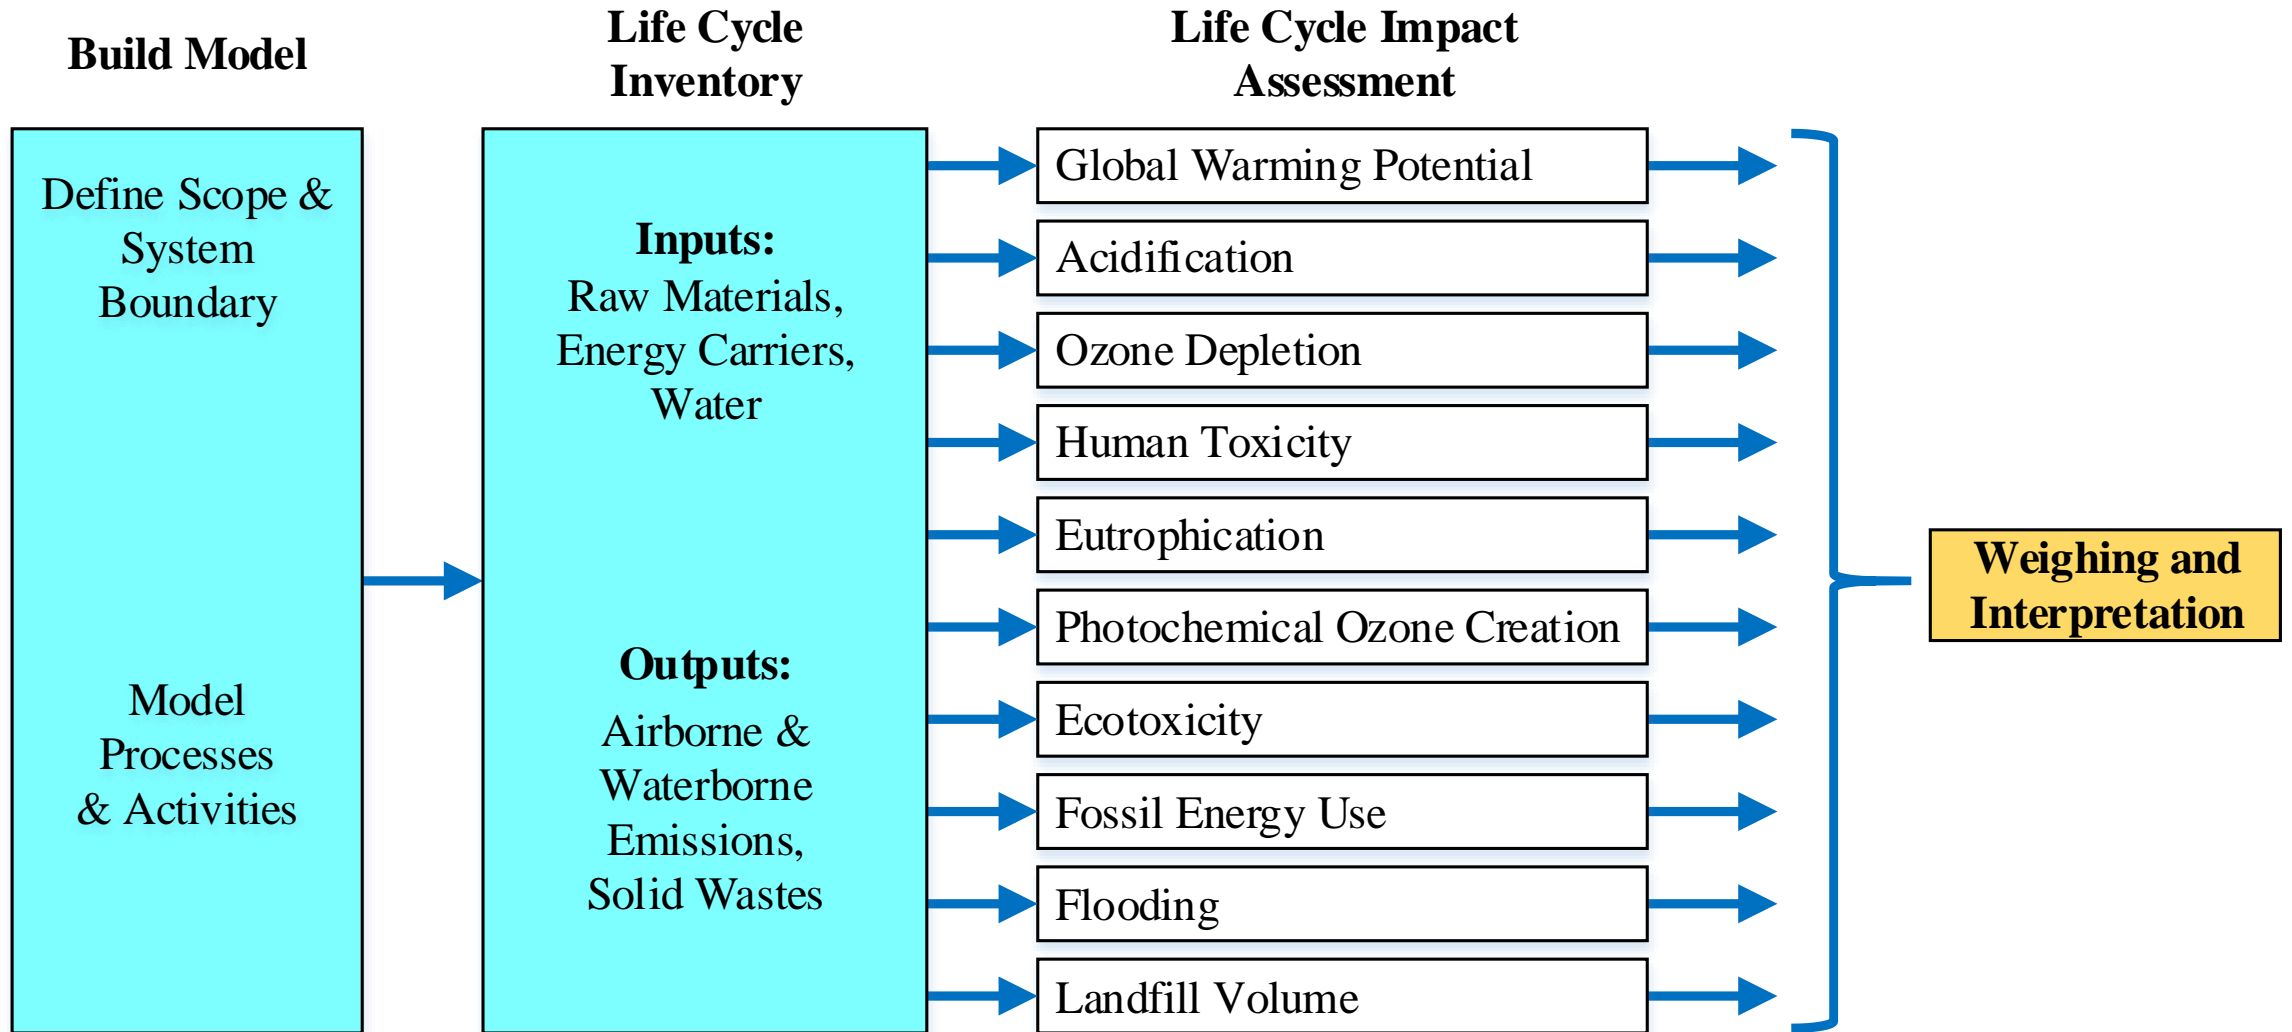 Build Model
Life Cycle
Inventory
Life Cycle Impact
Assessment
Define Scope &
System
Boundary
Model
Processes
& Activities
Inputs:
Raw Materials,
Energy Carriers,
Water
Outputs:
Airborne &
Waterborne
Emissions,
Solid Wastes
Global Warming Potential
Acidification
Ozone Depletion
Human Toxicity
Eutrophication
Photochemical Ozone Creation
Ecotoxicity
Fossil Energy Use
Flooding
Landfill Volume
Weighing and
Interpretation